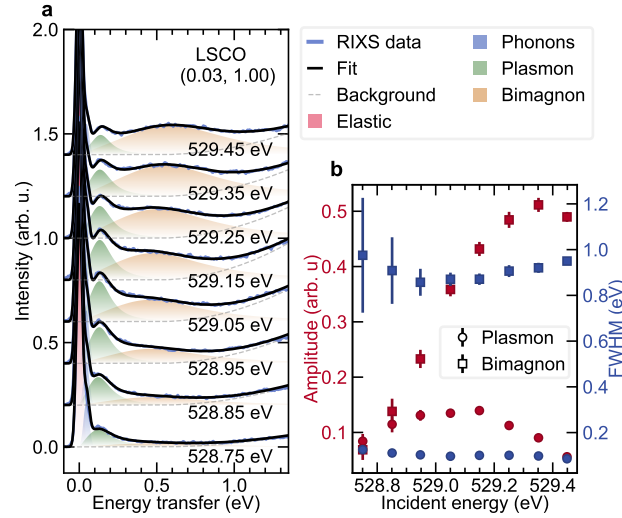 a
2.0
1.5
1.0
0.5
0.0
Intensity (arb. u.)
LSCO
(0.03, 1.00)
529.45 eV
529.35 eV
529.25 eV
529.15 eV
529.05 eV
528.95 eV
528.85 eV
528.75 eV
0.0 0.5 1.0
Energy transfer (eV)
RIXS data
Fit
Background
Elastic
Phonons
Plasmon
Bimagnon
b
0.5
0.4
0.3
0.2
0.1
Amplitude (arb. u)
1.2
1.0
0.8
0.6
0.4
0.2
FWHM (eV)
Plasmon
Bimagnon
528.8 529.0 529.2 529.4
Incident energy (eV)